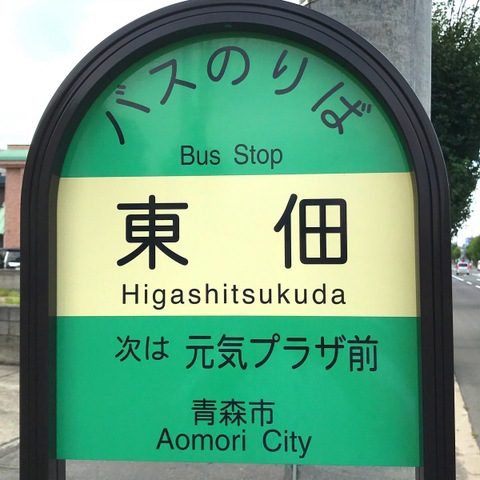 バスのりば
Bus Stop
東佃
Higashitsukuda
次は 元気プラザ前
青森市
Aomori City